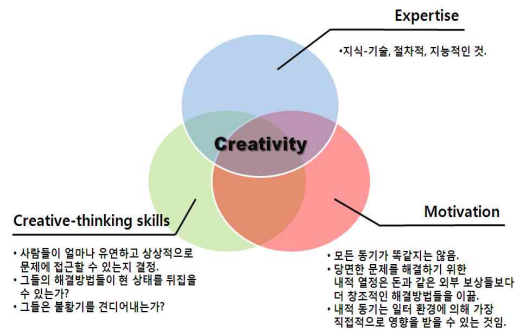 Expertise
•지식-기술, 절차적, 지능적인 것.
Creativity
Creative-thinking skills
• 사람들이 얼마나 유연하고 상상적으로
문제에 접근할 수 있는지 결정.
• 그들의 해결방법들이 현 상태를 뒤집을
수 있는가?
• 그들은 불황기를 견디어내는가?
Motivation
• 모든 동기가 똑같지는 않음.
• 당면한 문제를 해결하기 위한
내적 열정은 돈과 같은 외부 보상들보다
더 창조적인 해결방법들을 이끎.
• 내적 동기는 일터 환경에 의해 가장
직접적으로 영향을 받을 수 있는 것임.